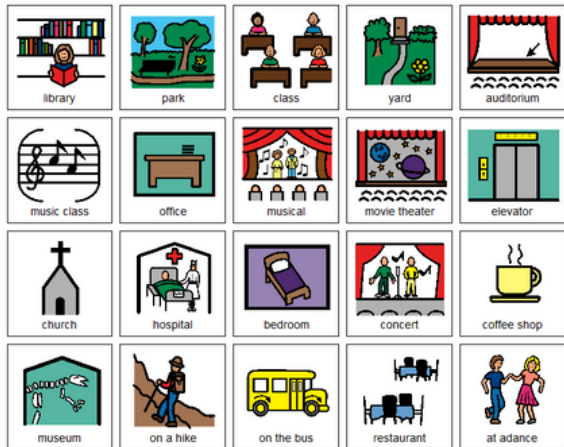 library
park
class
yard
auditorium
music class
office
musical
movie theater
elevator
church
hospital
bedroom
concert
coffee shop
museum
on a hike
on the bus
restaurant
at adance